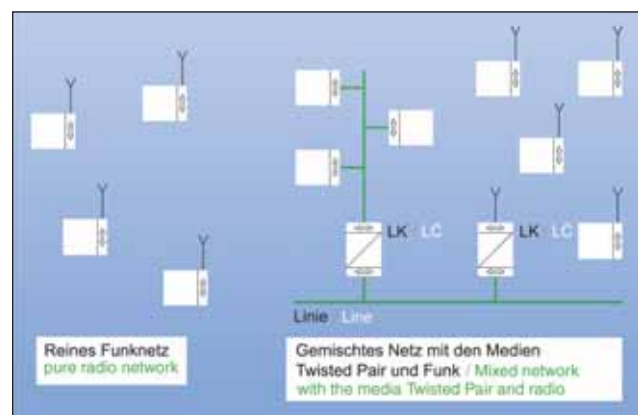 LK LC LK LC
Linie Line
Reines Funknetz
pure radio network
Gemischtes Netz mit den Medien
Twisted Pair und Funk / Mixed network
with the media Twisted Pair and radio